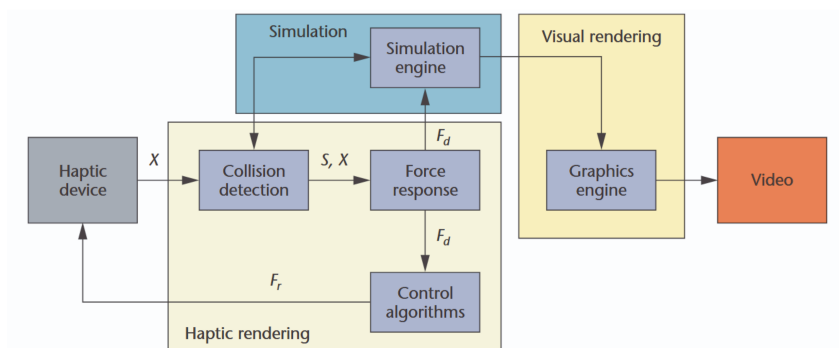 Simulation
Simulation
engine
Visual rendering
F_d
Haptic
device
X
Collision
detection
S, X
Force
response
Graphics
engine
Video
F_d
F_r
Control
algorithms
Haptic rendering